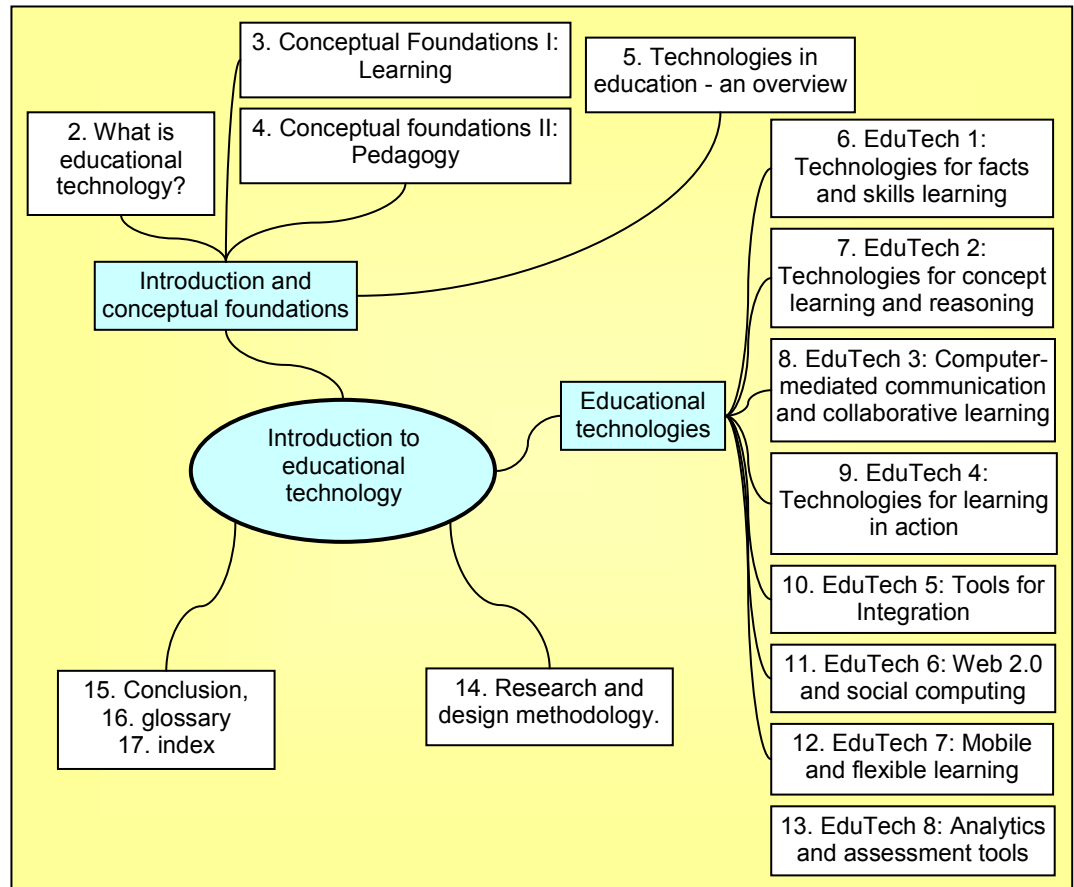 3. Conceptual Foundations I:
Learning
5. Technologies in
education - an overview
2. What is
educational
technology?
4. Conceptual foundations II:
Pedagogy
6. EduTech 1:
Technologies for facts
and skills learning
7. EduTech 2:
Technologies for concept
learning and reasoning
Introduction and
conceptual foundations
8. EduTech 3: Computer-
mediated communication
and collaborative learning
Educational
technologies
Introduction to
educational
technology
9. EduTech 4:
Technologies for learning
in action
10. EduTech 5: Tools for
Integration
11. EduTech 6: Web 2.0
and social computing
15. Conclusion,
16. glossary
17. index
14. Research and
design methodology.
12. EduTech 7: Mobile
and flexible learning
13. EduTech 8: Analytics
and assessment tools